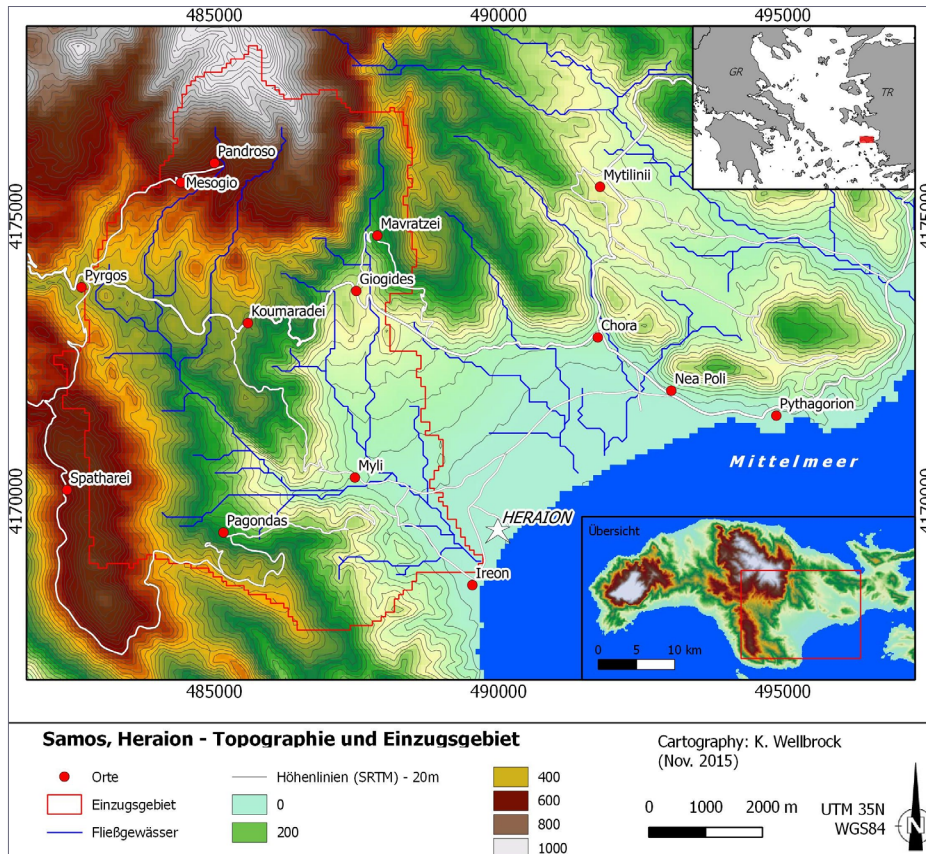 485000 490000 495000
GR
TR
4175000 4175000
Pandroso
Mesogio
Mytilinii
Mavratzei
Pyrgos
Giogides
Koumaradei
Chora
Nea Poli
Pythagorion
Mittelmeer
4170000 4170000
Myli
Spatharei
HERAION
Pagondas
Ireon
Übersicht
0 5 10 km
485000 490000 495000
Samos, Heraion - Topographie und Einzugsgebiet
Orte
Einzugsgebiet
Fließgewässer
Höhenlinien (SRTM) - 20m
0
200
400
600
800
1000
Cartography: K. Wellbrock
(Nov. 2015)
0 1000 2000 m
UTM 35N
WGS84
N